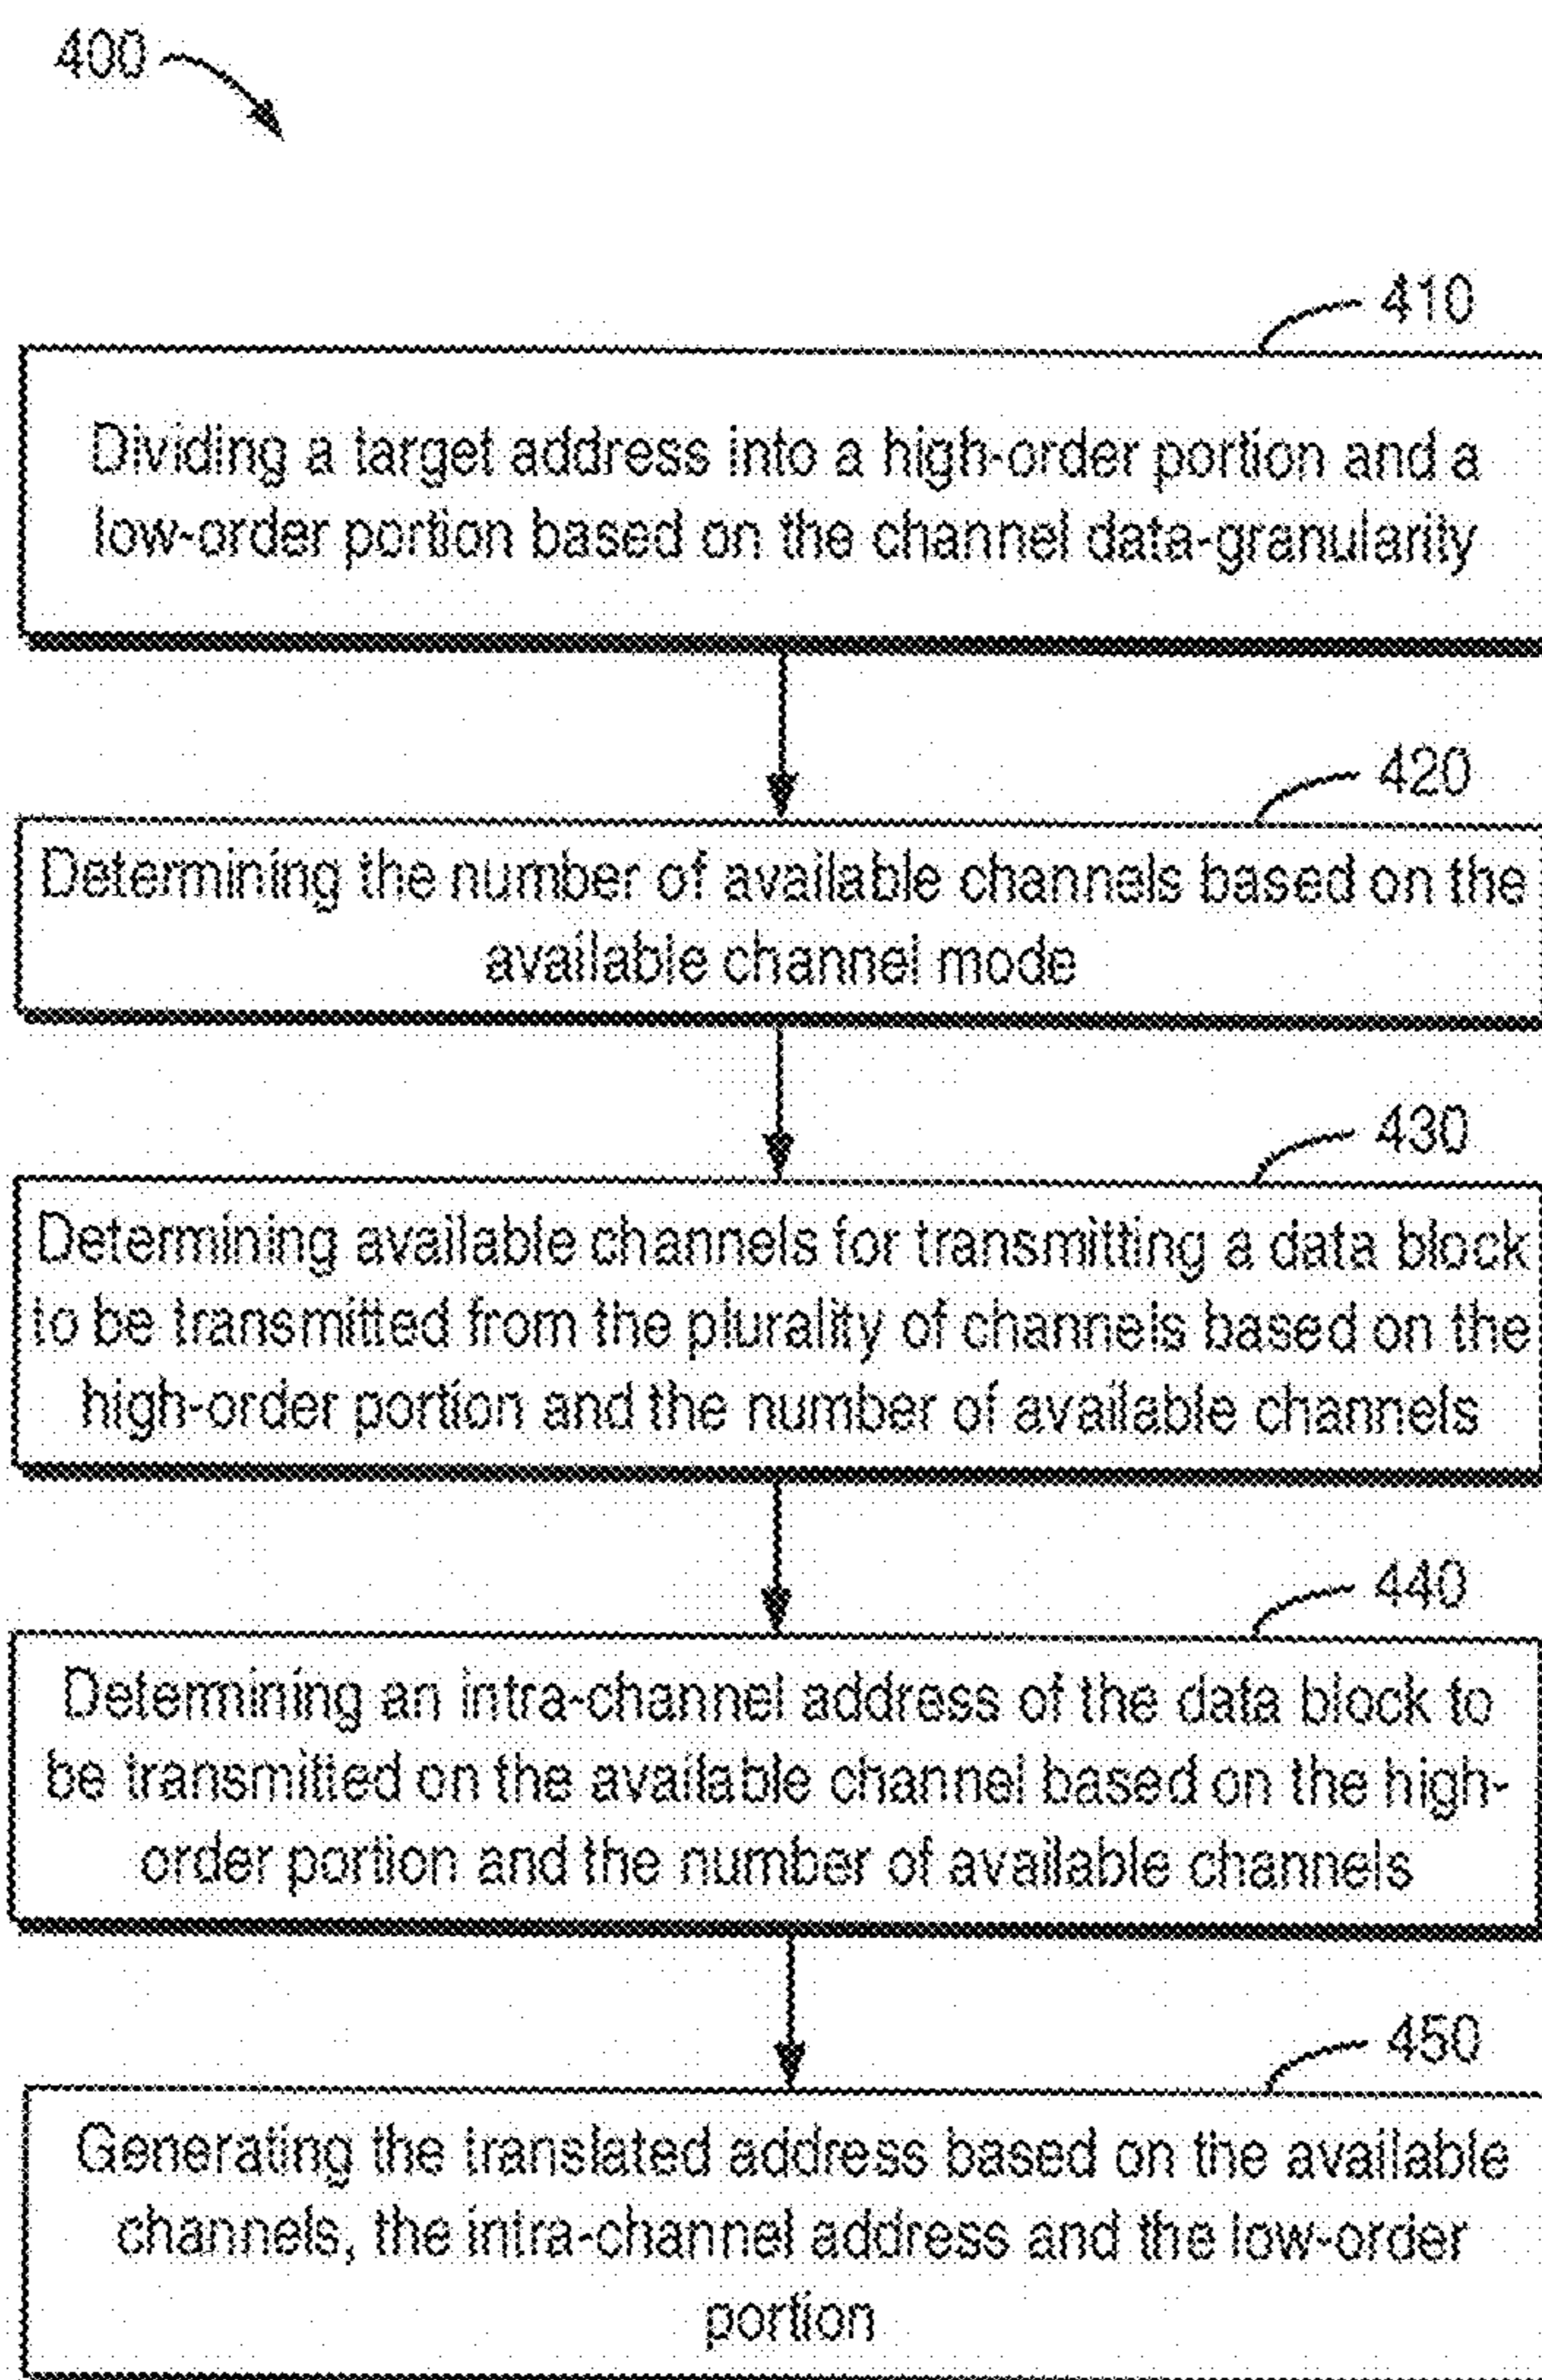 400
410
Dividing a target address into a high-order portion and a
low-order portion based on the channel data-granularity
420
Determining the number of available channels based on the
available channel mode
430
Determining available channels for transmitting a data block
to be transmitted from the plurality of channels based on the
high-order portion and the number of available channels
440
Determining an intra-channel address of the data block to
be transmitted on the available channel based on the high-
order portion and the number of available channels
450
Generating the translated address based on the available
channels, the intra-channel address and the low-order
portion